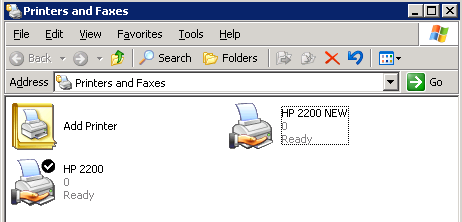 Printers and Faxes
File Edit View Favorites Tools Help
Back Search Folders
Address Printers and Faxes Go
Add Printer
HP 2200 NEW
0
Ready
HP 2200
0
Ready